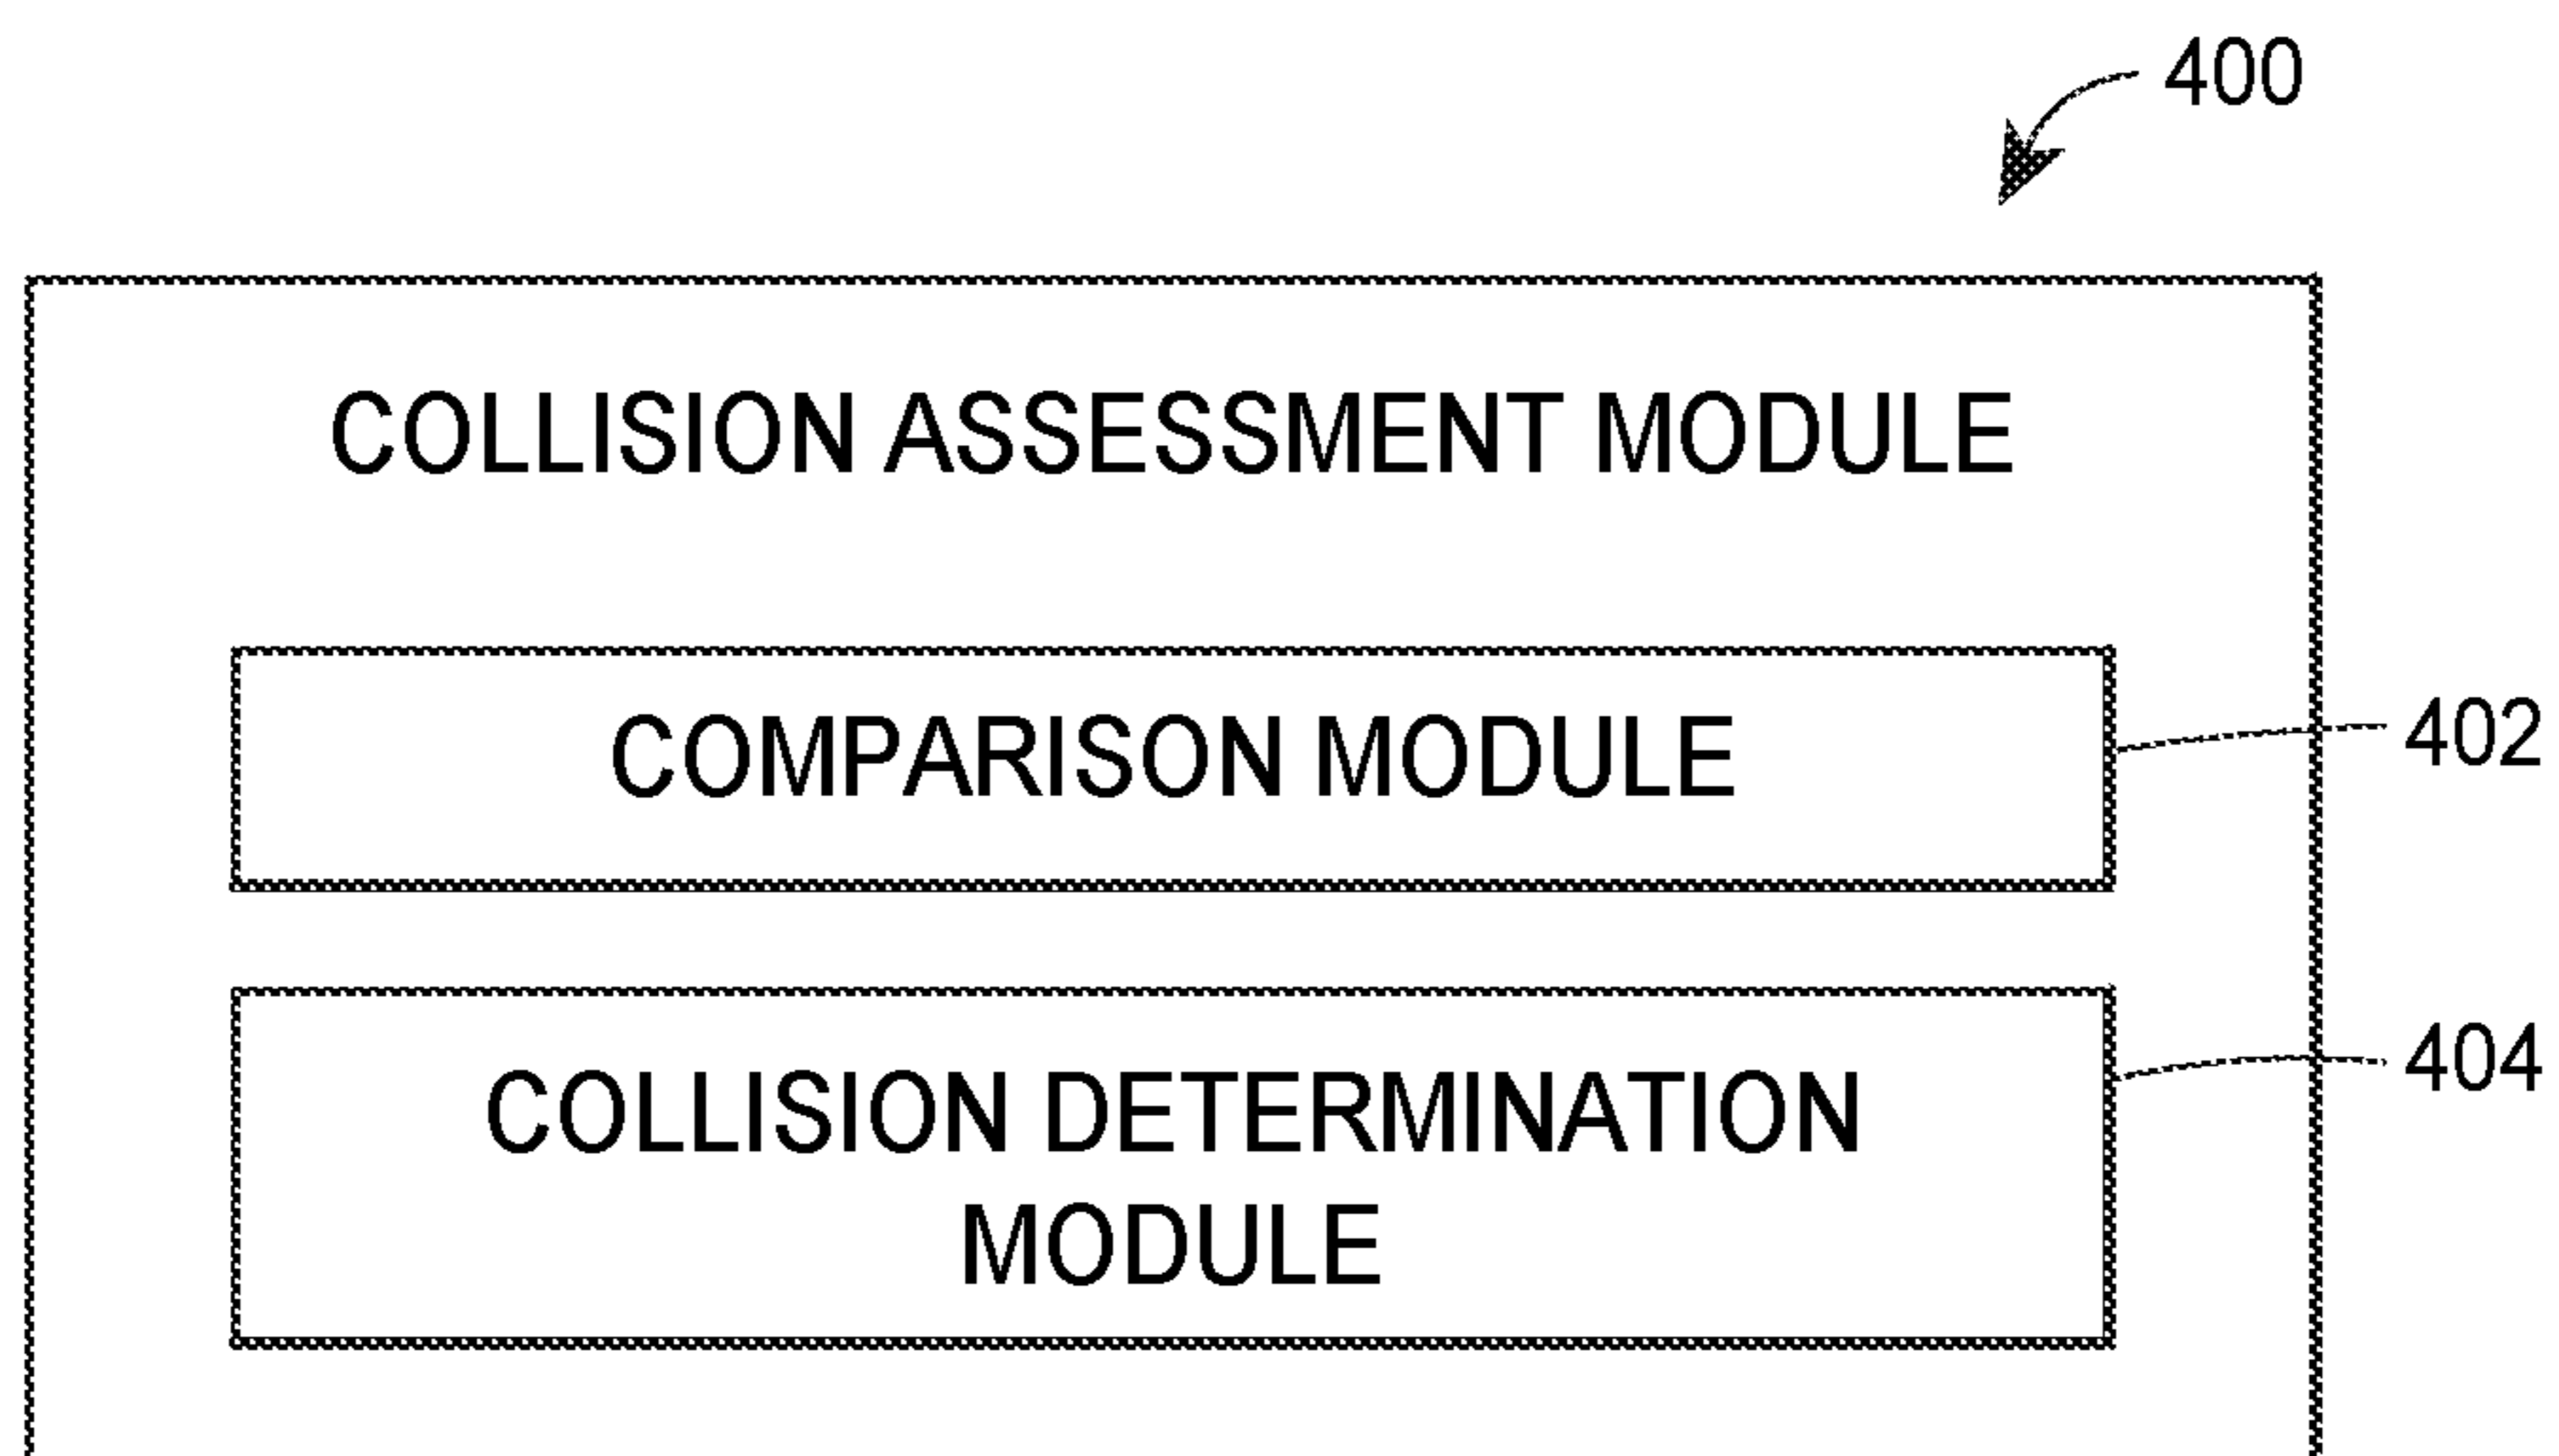 400
COLLISION ASSESSMENT MODULE
COMPARISON MODULE
402
COLLISION DETERMINATION
MODULE
404